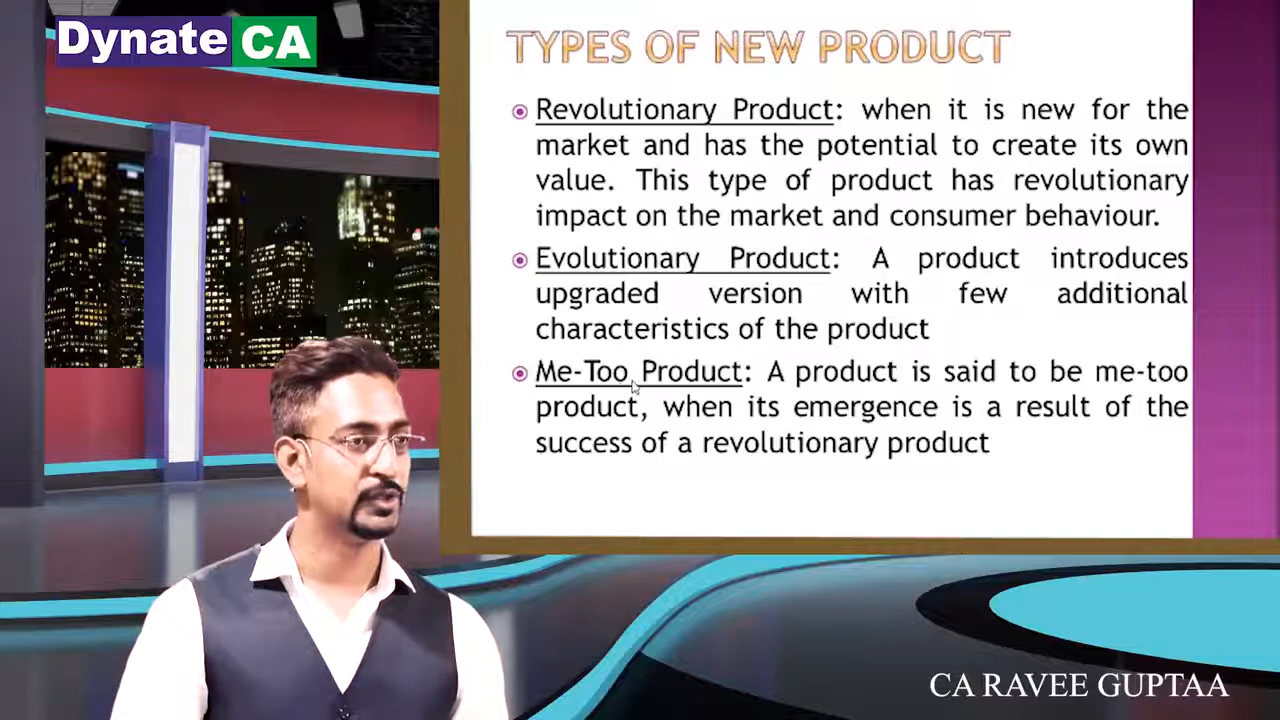 Dynate CA
TYPES OF NEW PRODUCT
Revolutionary Product: when it is new for the
market and has the potential to create its own
value. This type of product has revolutionary
impact on the market and consumer behaviour.
Evolutionary Product: A product introduces
upgraded version with few additional
characteristics of the product
Me-Too Product: A product is said to be me-too
product, when its emergence is a result of the
success of a revolutionary product
CA RAVEE GUPTAA